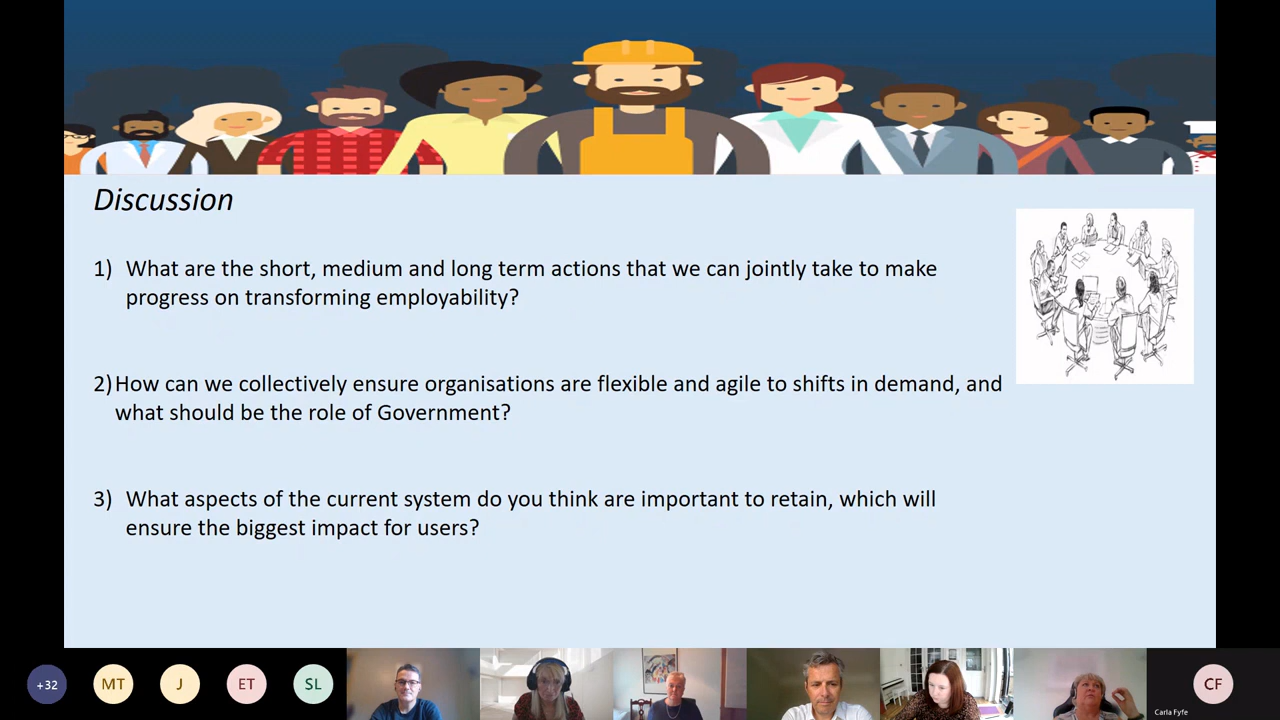 Discussion
1) What are the short, medium and long term actions that we can jointly take to make
progress on transforming employability?
2) How can we collectively ensure organisations are flexible and agile to shifts in demand, and
what should be the role of Government?
3) What aspects of the current system do you think are important to retain, which will
ensure the biggest impact for users?
+32
MT
J
ET
SL
CF
Carla Fyfe